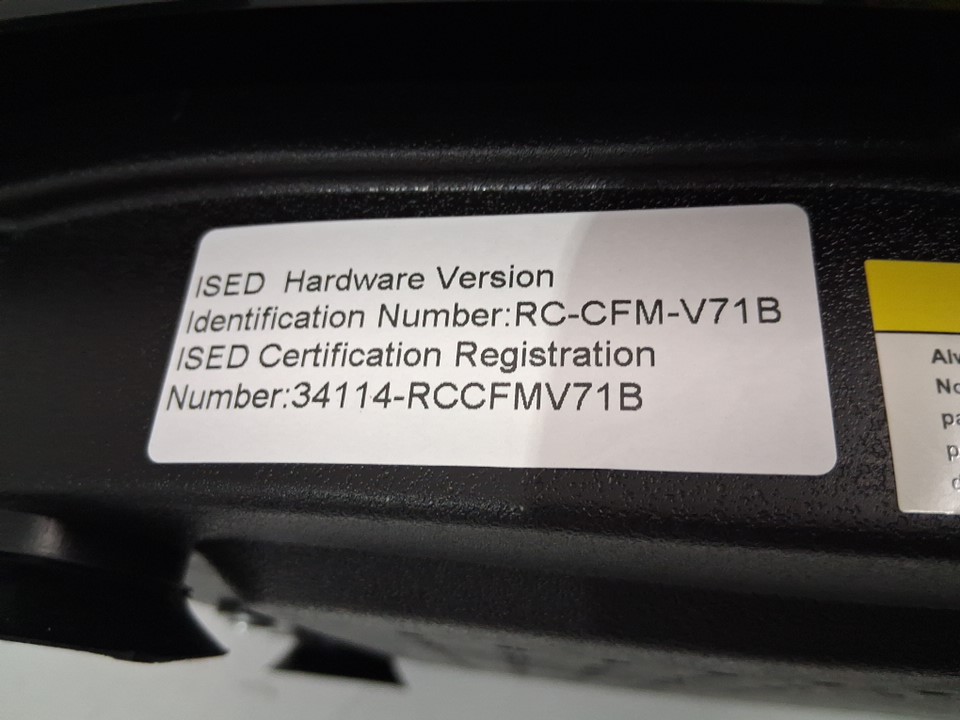 ISED  Hardware Version
Identification Number:RC-CFM-V71B
ISED Certification Registration
Number:34114-RCCFMV71B